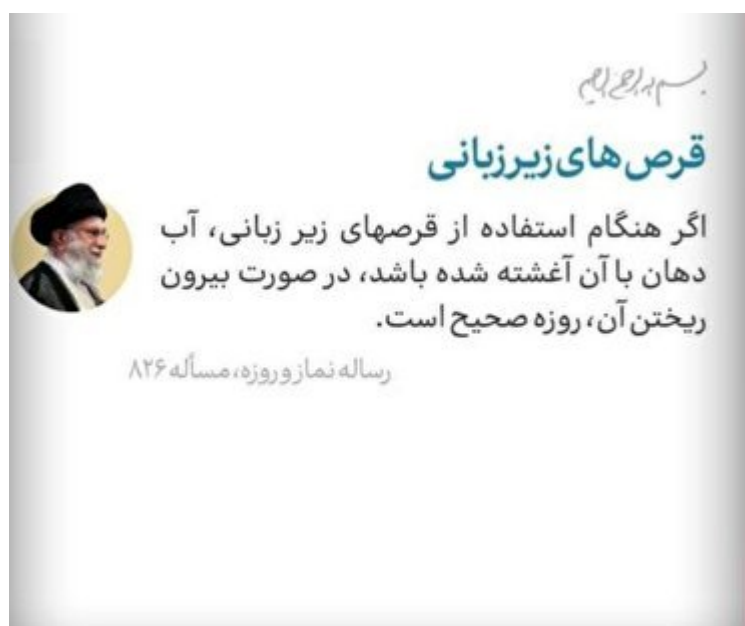 بسم الله الرحمن الرحیم
قرص‌های زیرزبانی
اگر هنگام استفاده از قرصهای زیر زبانی، آب
دهان با آن آغشته شده باشد، در صورت بیرون
ریختن آن، روزه صحیح است.
رساله نماز و روزه، مسأله ۸۲۶